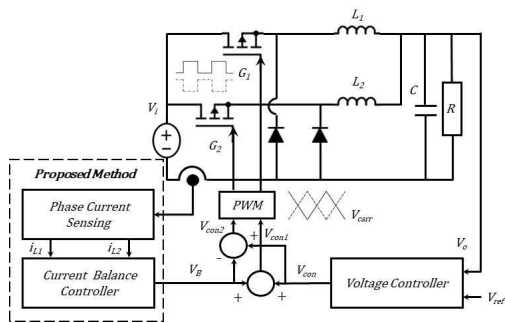 L1
G1
L2
Vi
G2
C
R
Proposed Method
Phase Current
Sensing
iL1
iL2
Current Balance
Controller
VB
Vcon2
PWM
Vcon1
Vcarr
+
-
+
+
Vcon
Voltage Controller
Vo
Vref